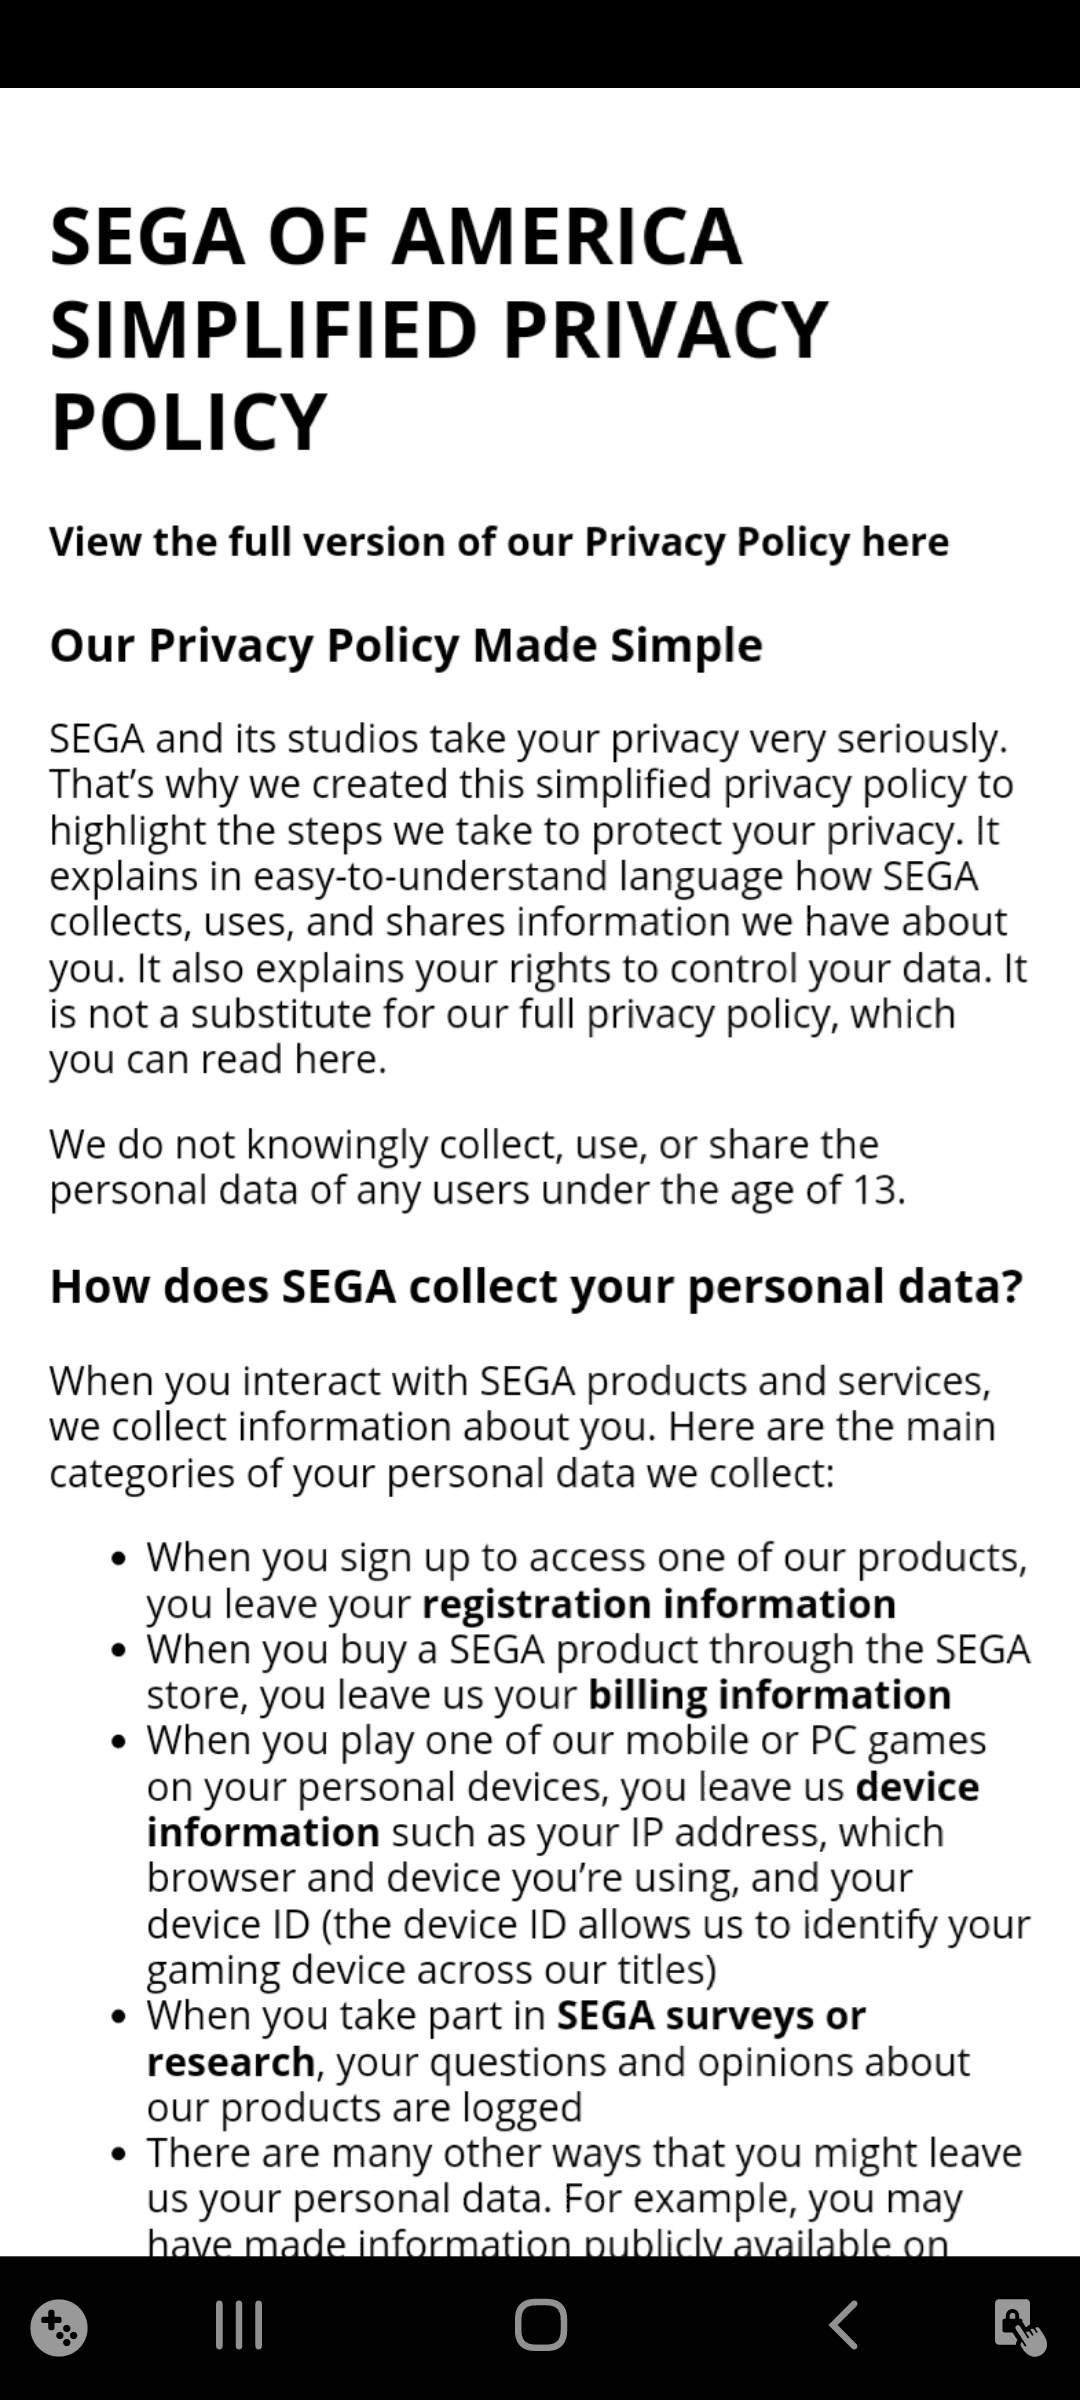 SEGA OF AMERICA
SIMPLIFIED PRIVACY
POLICY
View the full version of our Privacy Policy here
Our Privacy Policy Made Simple
SEGA and its studios take your privacy very seriously.
That’s why we created this simplified privacy policy to
highlight the steps we take to protect your privacy. It
explains in easy-to-understand language how SEGA
collects, uses, and shares information we have about
you. It also explains your rights to control your data. It
is not a substitute for our full privacy policy, which
you can read here.
We do not knowingly collect, use, or share the
personal data of any users under the age of 13.
How does SEGA collect your personal data?
When you interact with SEGA products and services,
we collect information about you. Here are the main
categories of your personal data we collect:
• When you sign up to access one of our products,
you leave your registration information
• When you buy a SEGA product through the SEGA
store, you leave us your billing information
• When you play one of our mobile or PC games
on your personal devices, you leave us device
information such as your IP address, which
browser and device you’re using, and your
device ID (the device ID allows us to identify your
gaming device across our titles)
• When you take part in SEGA surveys or
research, your questions and opinions about
our products are logged
• There are many other ways that you might leave
us your personal data. For example, you may
have made information publicly available on